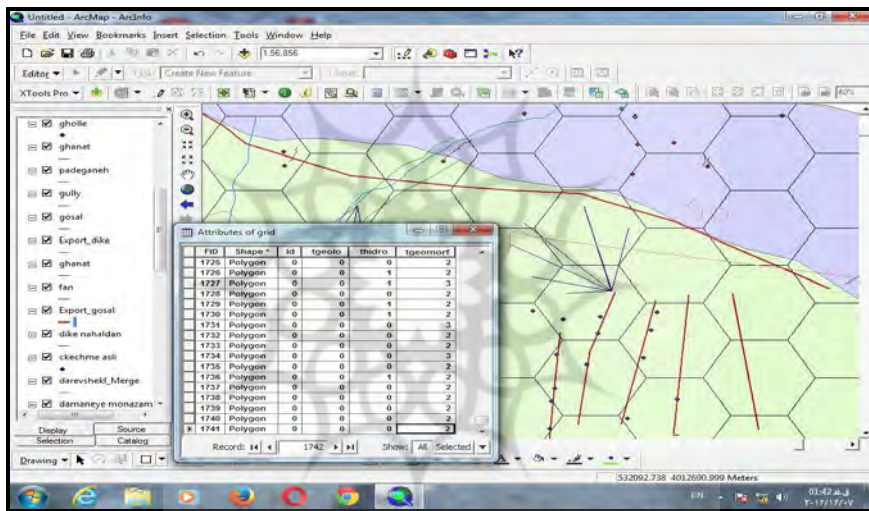 Untitled - ArcMap - ArcInfo
File Edit View Bookmarks Insert Selection Tools Window Help
1:56,856
Editor
Create New Feature
XTools Pro
40%
gholle
ghanat
padeganeh
gully
gosal
Export_dike
ghanat
fan
Export_gosal
dike nahaldan
ckechme asli
darevshekl_Merge
damaneye monazam
Display Source
Selection Catalog
Attributes of grid
FID Shape * Id tgeolo thidro tgeomorf
1725 Polygon 0 0 0 2
1726 Polygon 0 0 1 2
1727 Polygon 0 0 1 3
1728 Polygon 0 0 0 2
1729 Polygon 0 0 1 2
1730 Polygon 0 0 1 2
1731 Polygon 0 0 0 3
1732 Polygon 0 0 0 2
1733 Polygon 0 0 0 2
1734 Polygon 0 0 0 3
1735 Polygon 0 0 0 2
1736 Polygon 0 0 1 2
1737 Polygon 0 0 0 2
1738 Polygon 0 0 0 2
1739 Polygon 0 0 0 2
1740 Polygon 0 0 0 2
1741 Polygon 0 0 0 2
Record: 1742 Show: All Selected
Drawing
532092.738 4012690.999 Meters
EN